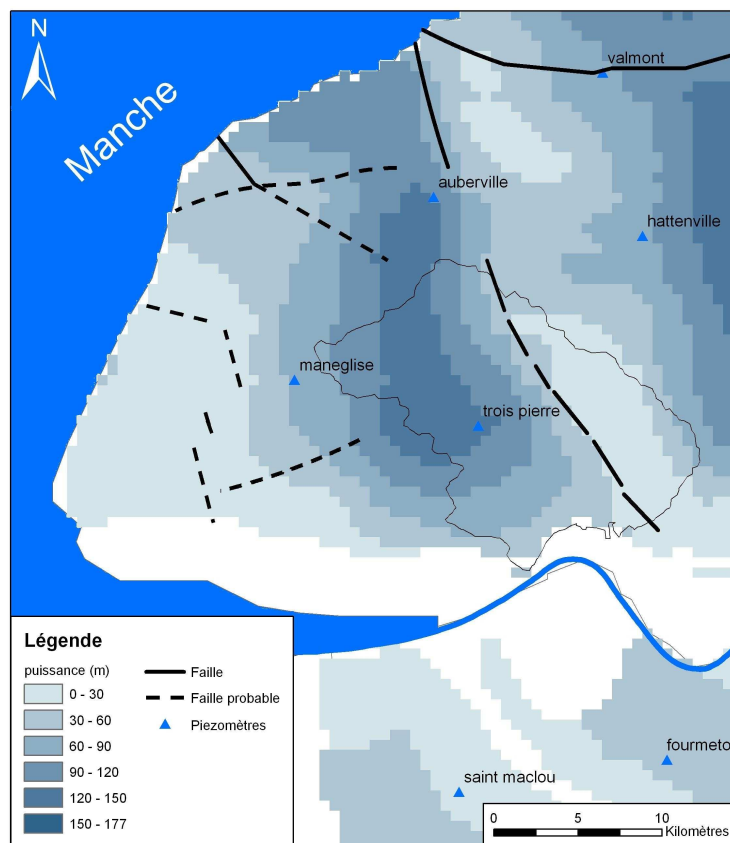 N
Manche
valmont
auberville
hattenville
maneglise
trois pierre
Légende
puissance (m)
0 - 30
30 - 60
60 - 90
90 - 120
120 - 150
150 - 177
Faille
Faille probable
Piezomètres
saint maclou
fourmeto
0 5 10
Kilomètres